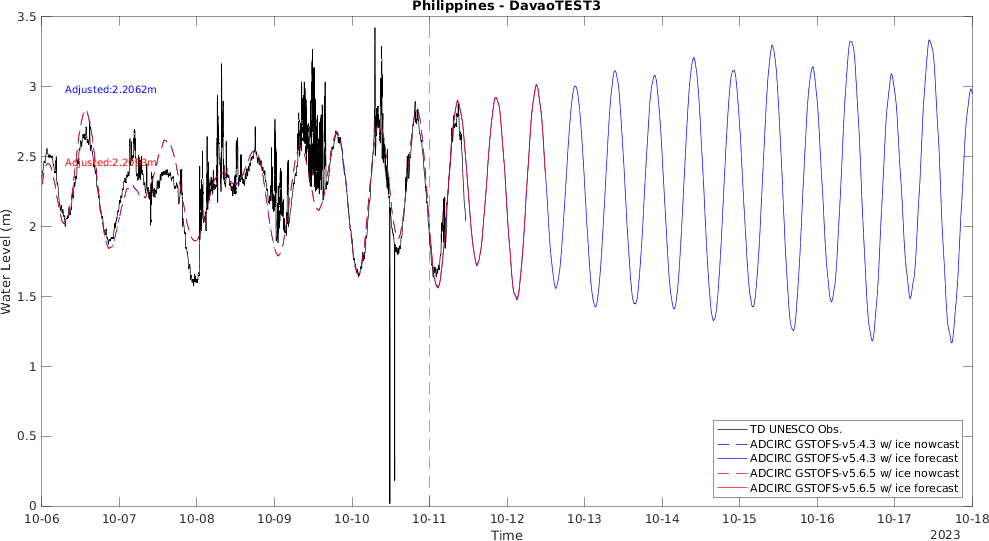 Philippines - DavaoTEST3
3.5
3
2.5
2
1.5
1
0.5
0
Water Level (m)
Adjusted:2.2062m
TD UNESCO Obs.
ADCIRC GSTOFS-v5.4.3 w/ ice nowcast
ADCIRC GSTOFS-v5.4.3 w/ ice forecast
ADCIRC GSTOFS-v5.6.5 w/ ice nowcast
ADCIRC GSTOFS-v5.6.5 w/ ice forecast
10-06 10-07 10-08 10-09 10-10 10-11 10-12 10-13 10-14 10-15 10-16 10-17 10-18
Time
2023